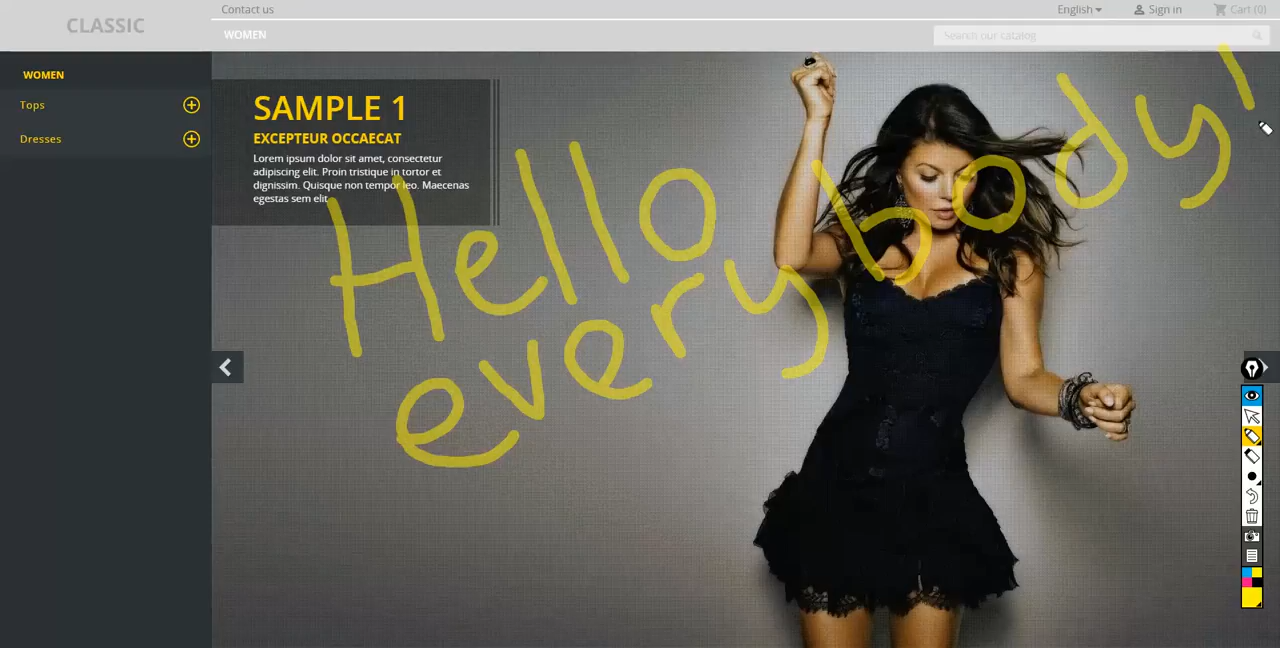 Contact us
English
Sign in
Cart (0)
CLASSIC
WOMEN
Search our catalog
WOMEN
Tops
Dresses
SAMPLE 1
EXCEPTEUR OCCAECAT
Lorem ipsum dolor sit amet, consectetur
adipiscing elit. Proin tristique in tortor et
dignissim. Quisque non tempor leo. Maecenas
egestas sem elit
Hello
everybody!